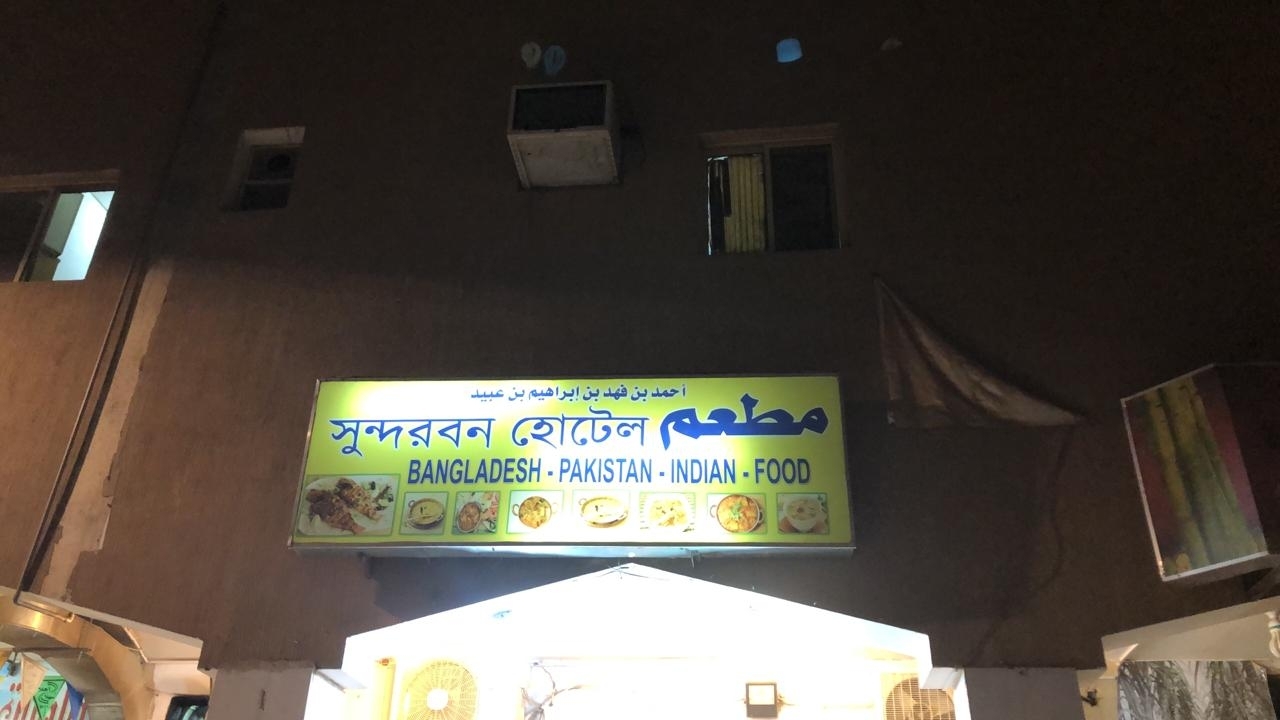 أحمد بن فهد بن إبراهيم بن عبيد
সুন্দরবন হোটেল مطعم
BANGLADESH - PAKISTAN - INDIAN - FOOD